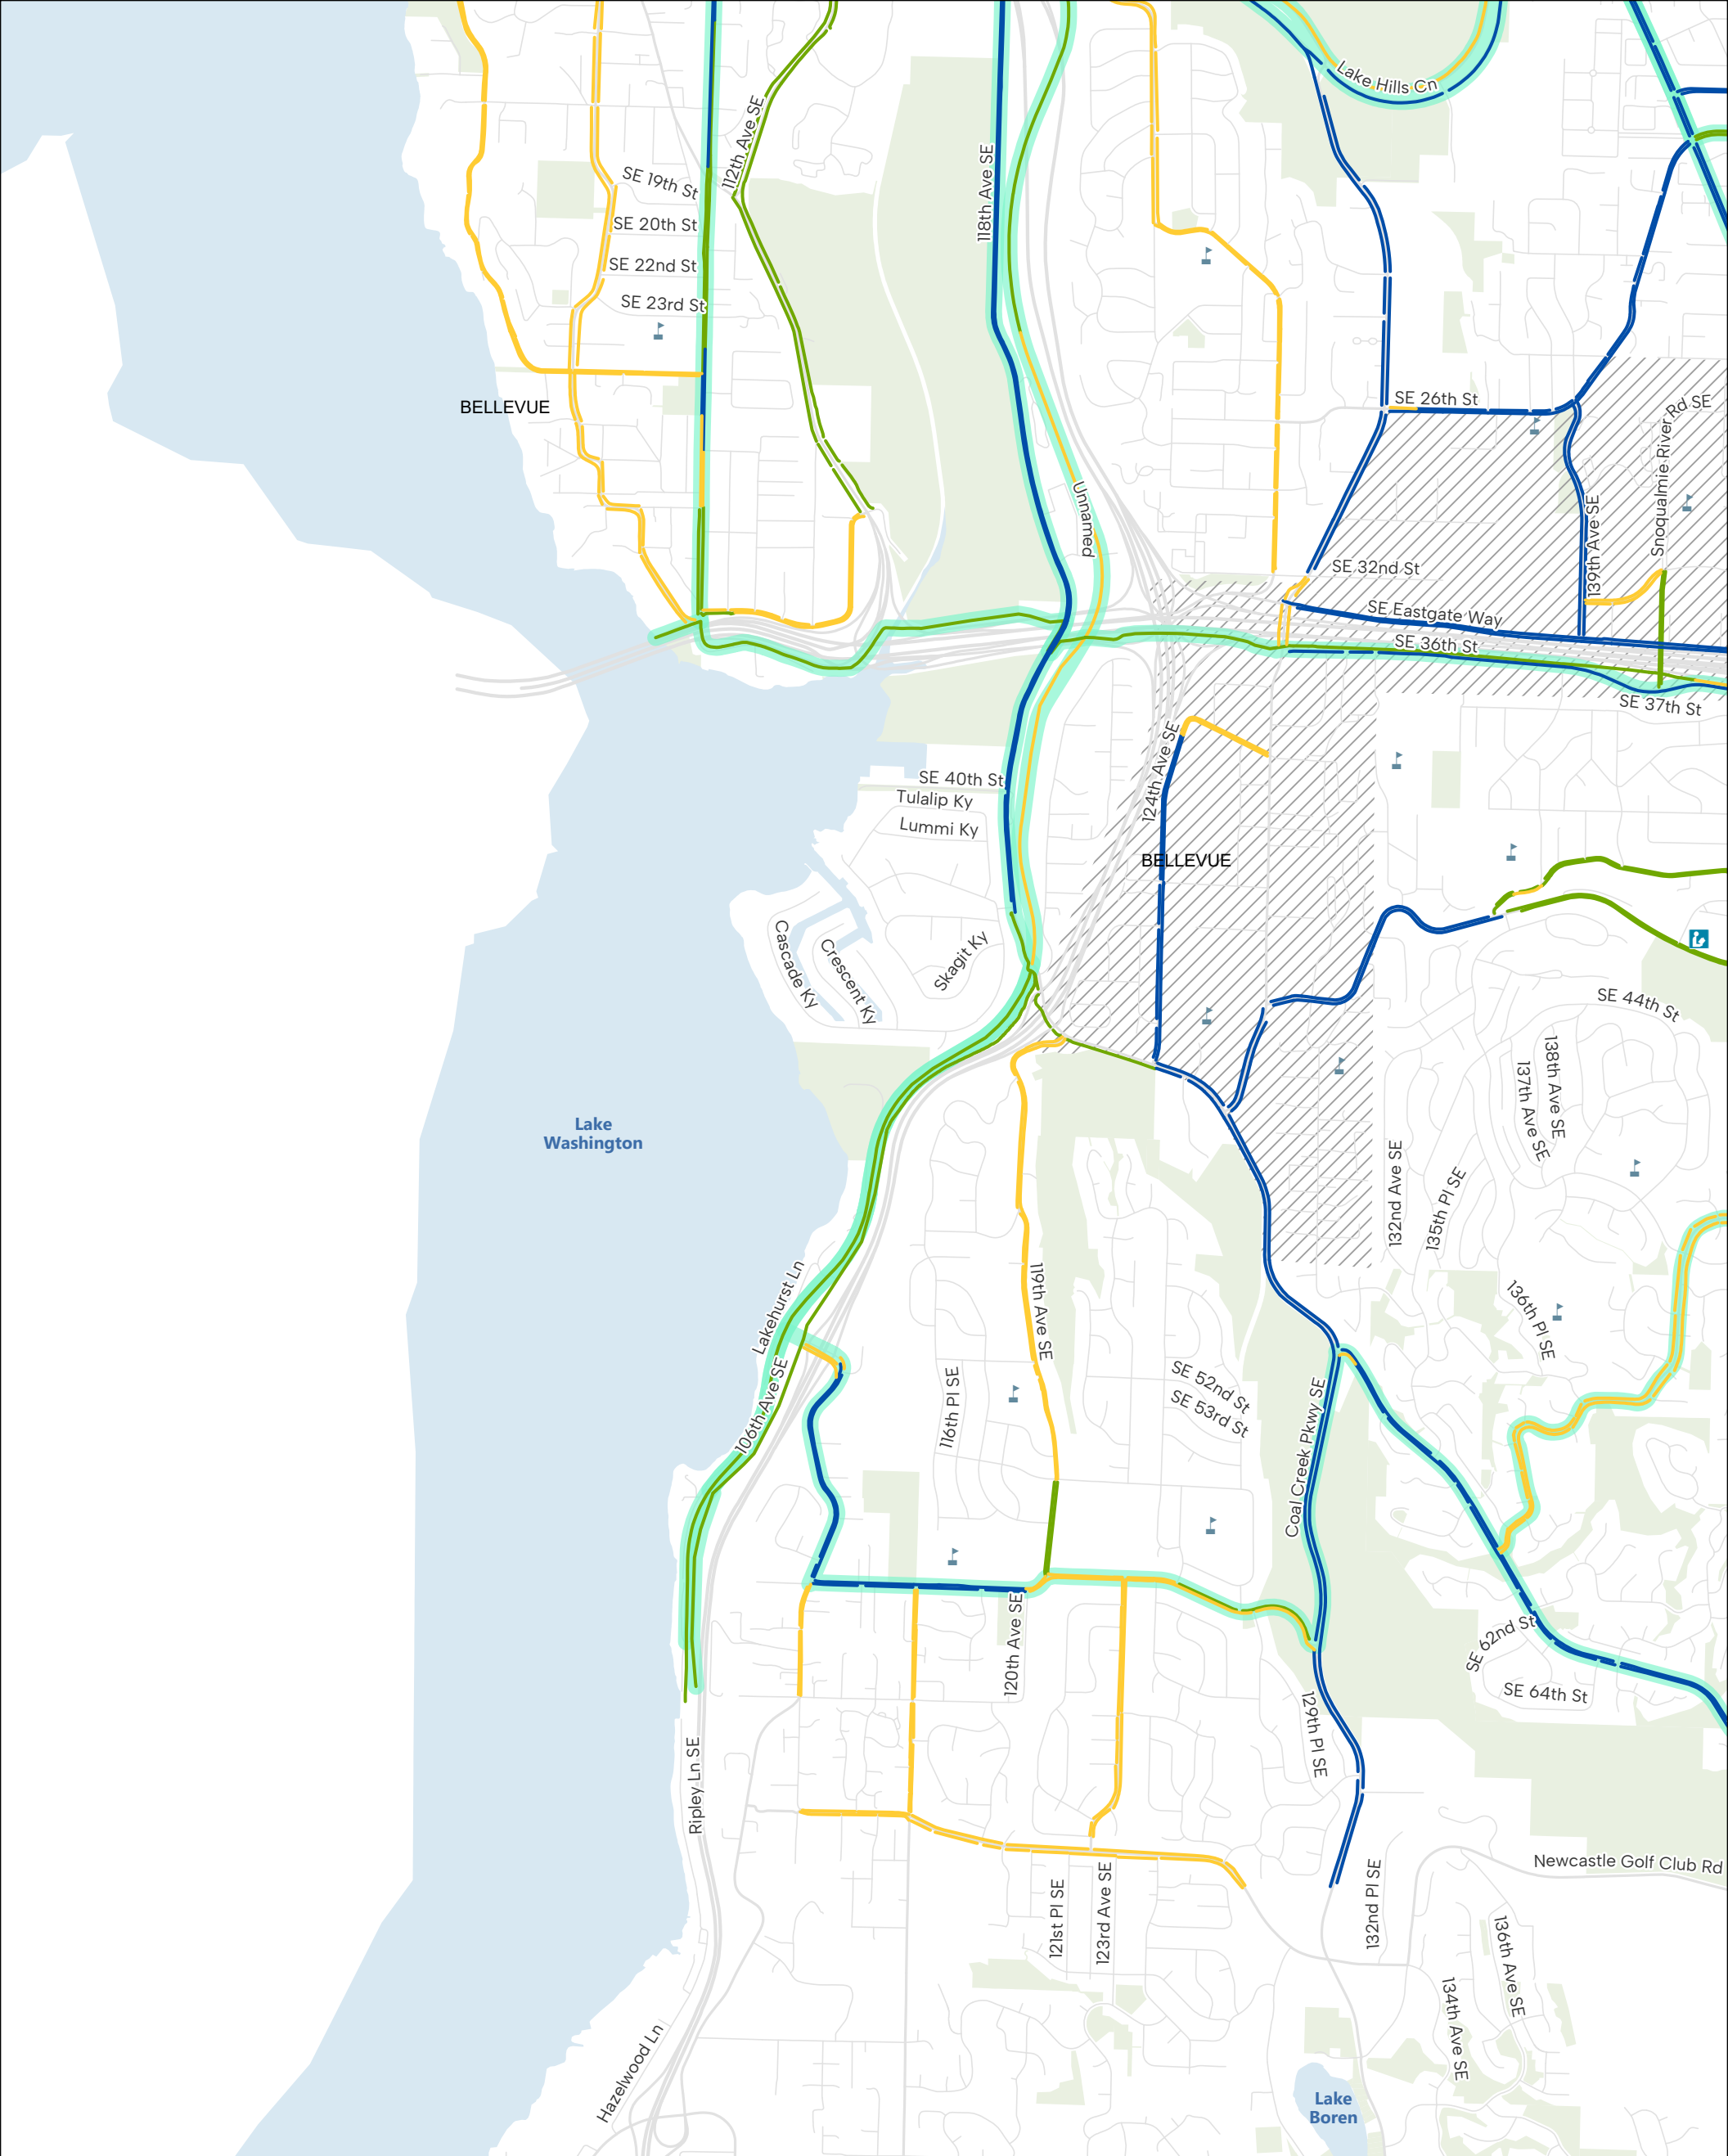 Lake Hills Cn
112th Ave SE
118th Ave SE
SE 19th St
SE 20th St
SE 22nd St
SE 23rd St
BELLEVUE
SE 26th St
Snoqualmie River Rd SE
Unnamed
139th Ave SE
SE 32nd St
SE Eastgate Way
SE 36th St
SE 37th St
124th Ave SE
SE 40th St
Tulalip Ky
Lummi Ky
BELLEVUE
Cascade Ky
Crescent Ky
Skagit Ky
SE 44th St
138th Ave SE
137th Ave SE
Lake
Washington
132nd Ave SE
135th Pl SE
Lakehurst Ln
119th Ave SE
136th Pl SE
106th Ave SE
116th Pl SE
SE 52nd St
SE 53rd St
Coal Creek Pkwy SE
120th Ave SE
SE 62nd St
SE 64th St
129th Pl SE
Ripley Ln SE
Newcastle Golf Club Rd
121st Pl SE
123rd Ave SE
132nd Pl SE
136th Ave SE
134th Ave SE
Hazelwood Ln
Lake
Boren